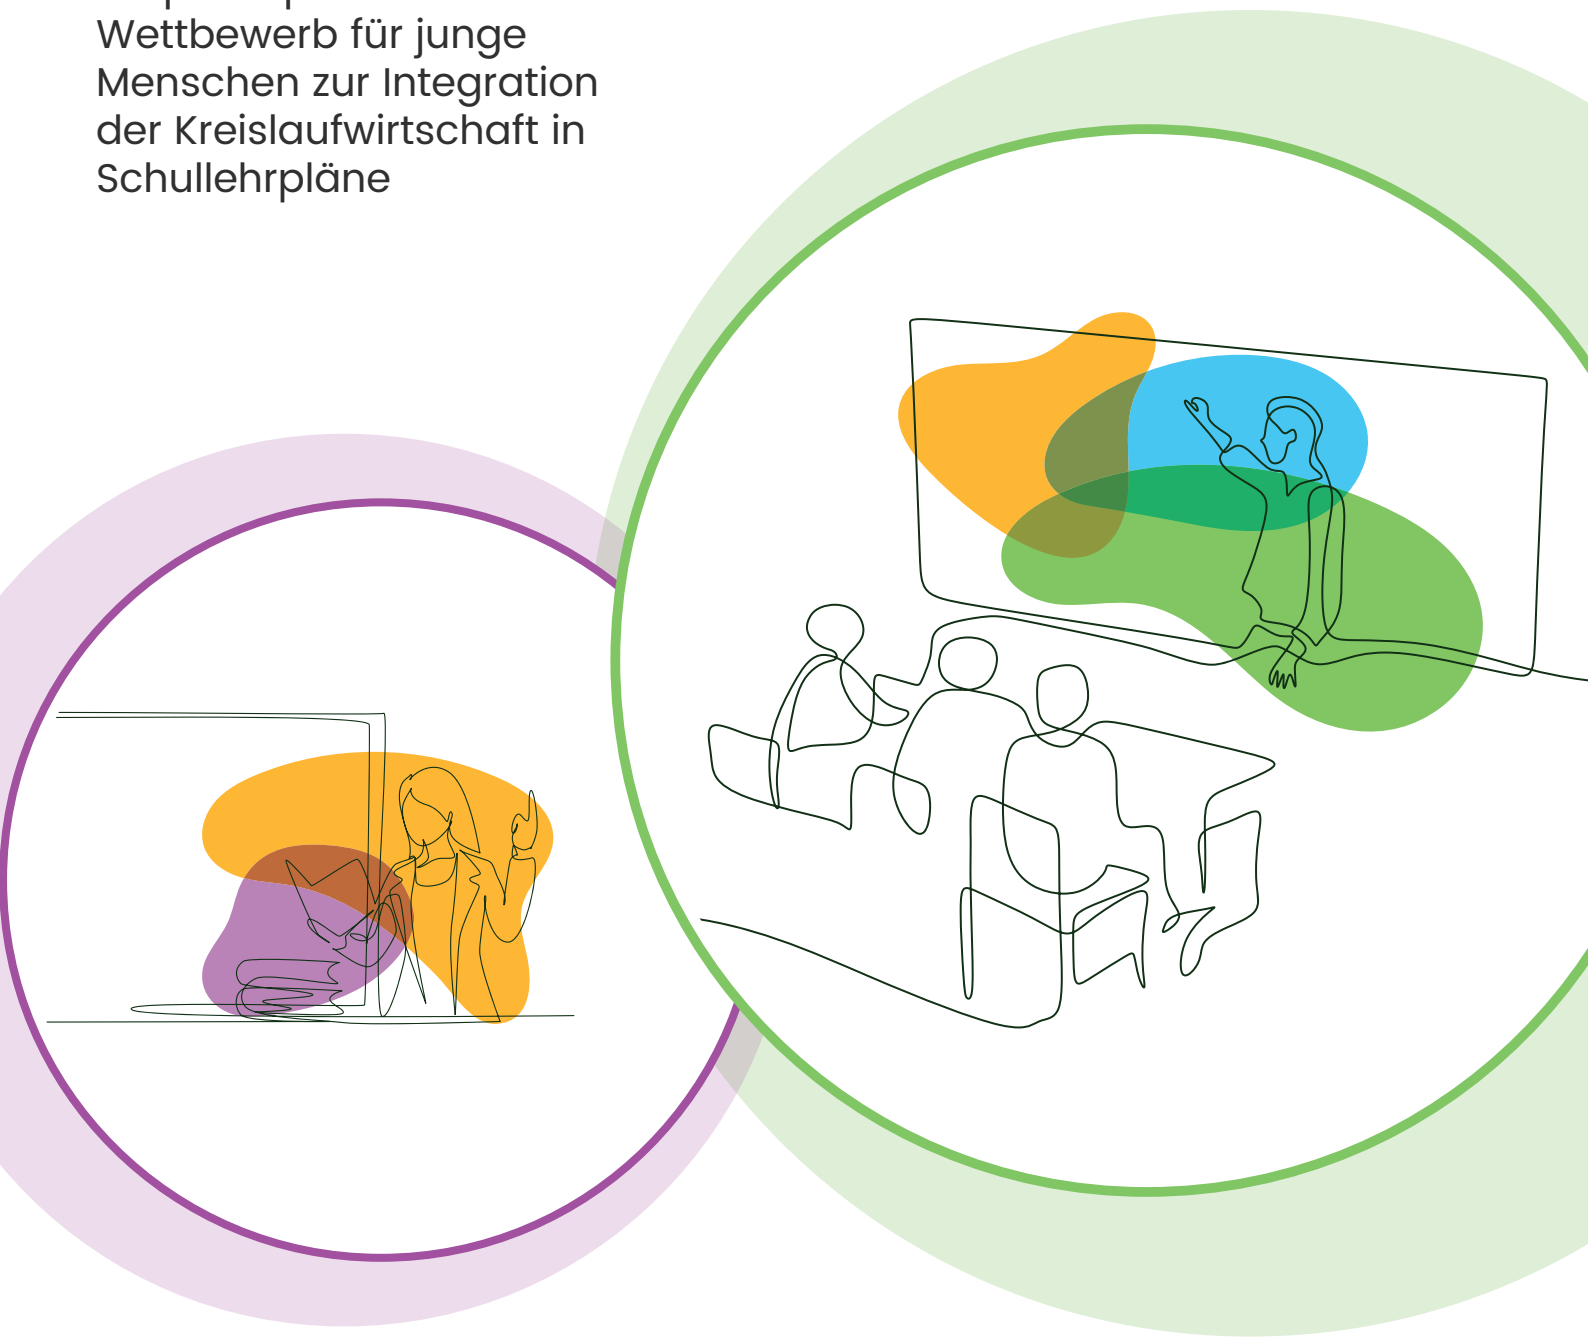 Wettbewerb für junge
Menschen zur Integration
der Kreislaufwirtschaft in
Schullehrpläne